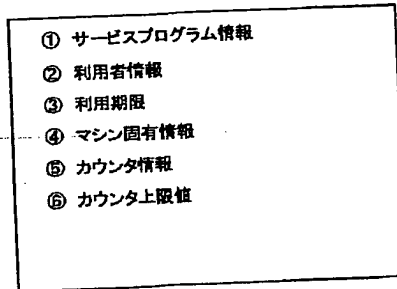 ① サービスプログラム情報
② 利用者情報
③ 利用期限
④ マシン固有情報
⑤ カウンタ情報
⑥ カウンタ上限値